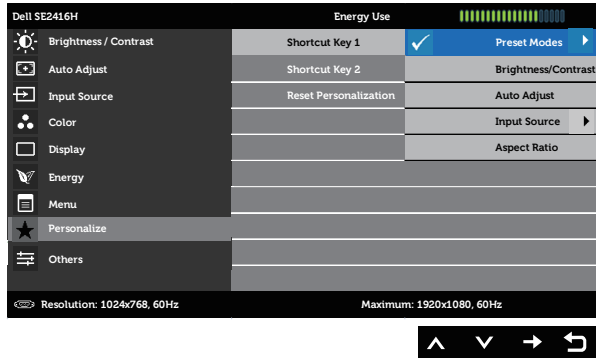 Dell SE2416H Energy Use
Brightness / Contrast
Auto Adjust
Input Source
Color
Display
Energy
Menu
Personalize
Others
Shortcut Key 1
Shortcut Key 2
Reset Personalization
Preset Modes
Brightness/Contrast
Auto Adjust
Input Source
Aspect Ratio
Resolution: 1024x768, 60Hz Maximum: 1920x1080, 60Hz